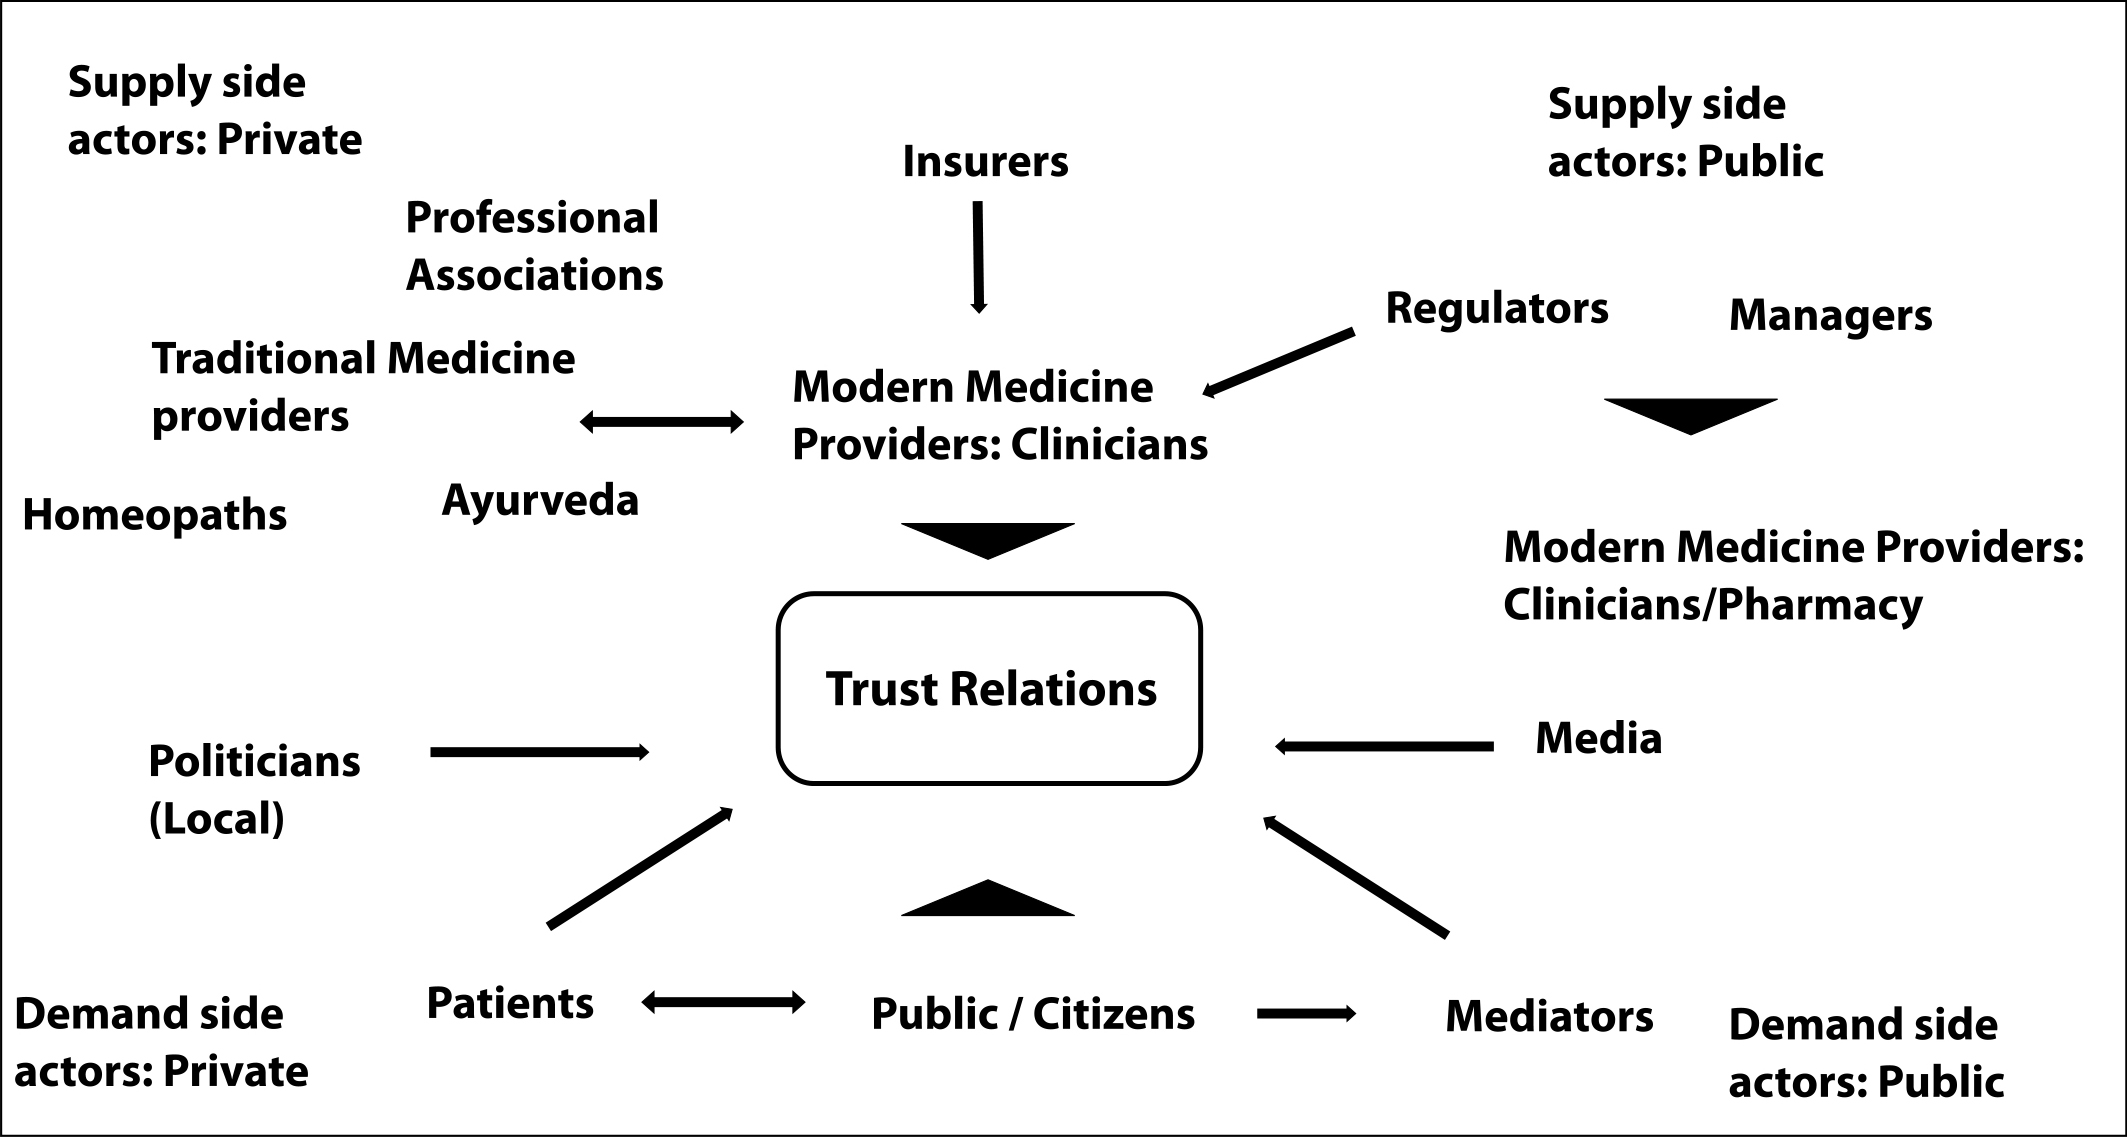 Supply side
actors: Private
Supply side
actors: Public
Insurers
Professional
Associations
Regulators
Managers
Traditional Medicine
providers
Modern Medicine
Providers: Clinicians
Homeopaths
Ayurveda
Modern Medicine Providers:
Clinicians/Pharmacy
Trust Relations
Politicians
(Local)
Media
Demand side
actors: Private
Patients
Public / Citizens
Mediators
Demand side
actors: Public